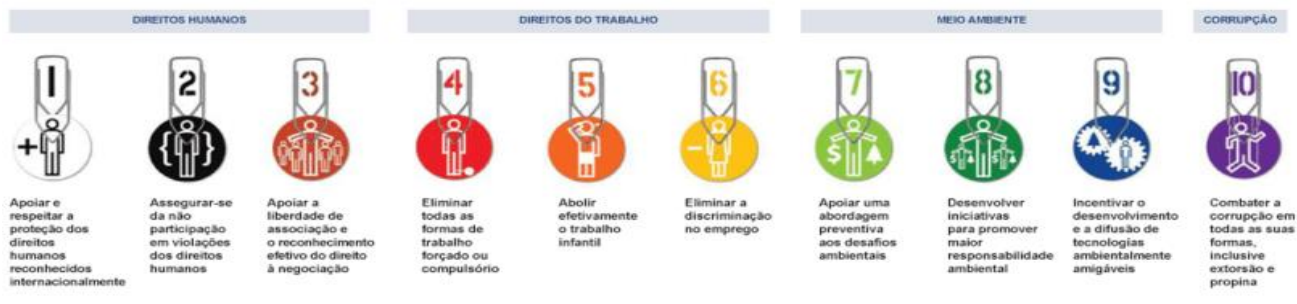 DIREITOS HUMANOS
DIREITOS DO TRABALHO
MEIO AMBIENTE
CORRUPÇÃO
1
2
3
4
5
6
7
8
9
10
Apoiar e
respeitar a
proteção dos
direitos
humanos
reconhecidos
internacionalmente
Assegurar-se
da não
participação
em violações
dos direitos
humanos
Apoiar a
liberdade de
associação e
o reconhecimento
efetivo do direito
à negociação
Eliminar
todas as
formas de
trabalho
forçado ou
compulsório
Abolir
efetivamente
o trabalho
infantil
Eliminar a
discriminação
no emprego
Apoiar uma
abordagem
preventiva
aos desafios
ambientais
Desenvolver
iniciativas
para promover
maior
responsabilidade
ambiental
Incentivar o
desenvolvimento
e a difusão de
tecnologias
ambientalmente
amigáveis
Combater a
corrupção em
todas as suas
formas,
inclusive
extorsão e
propina